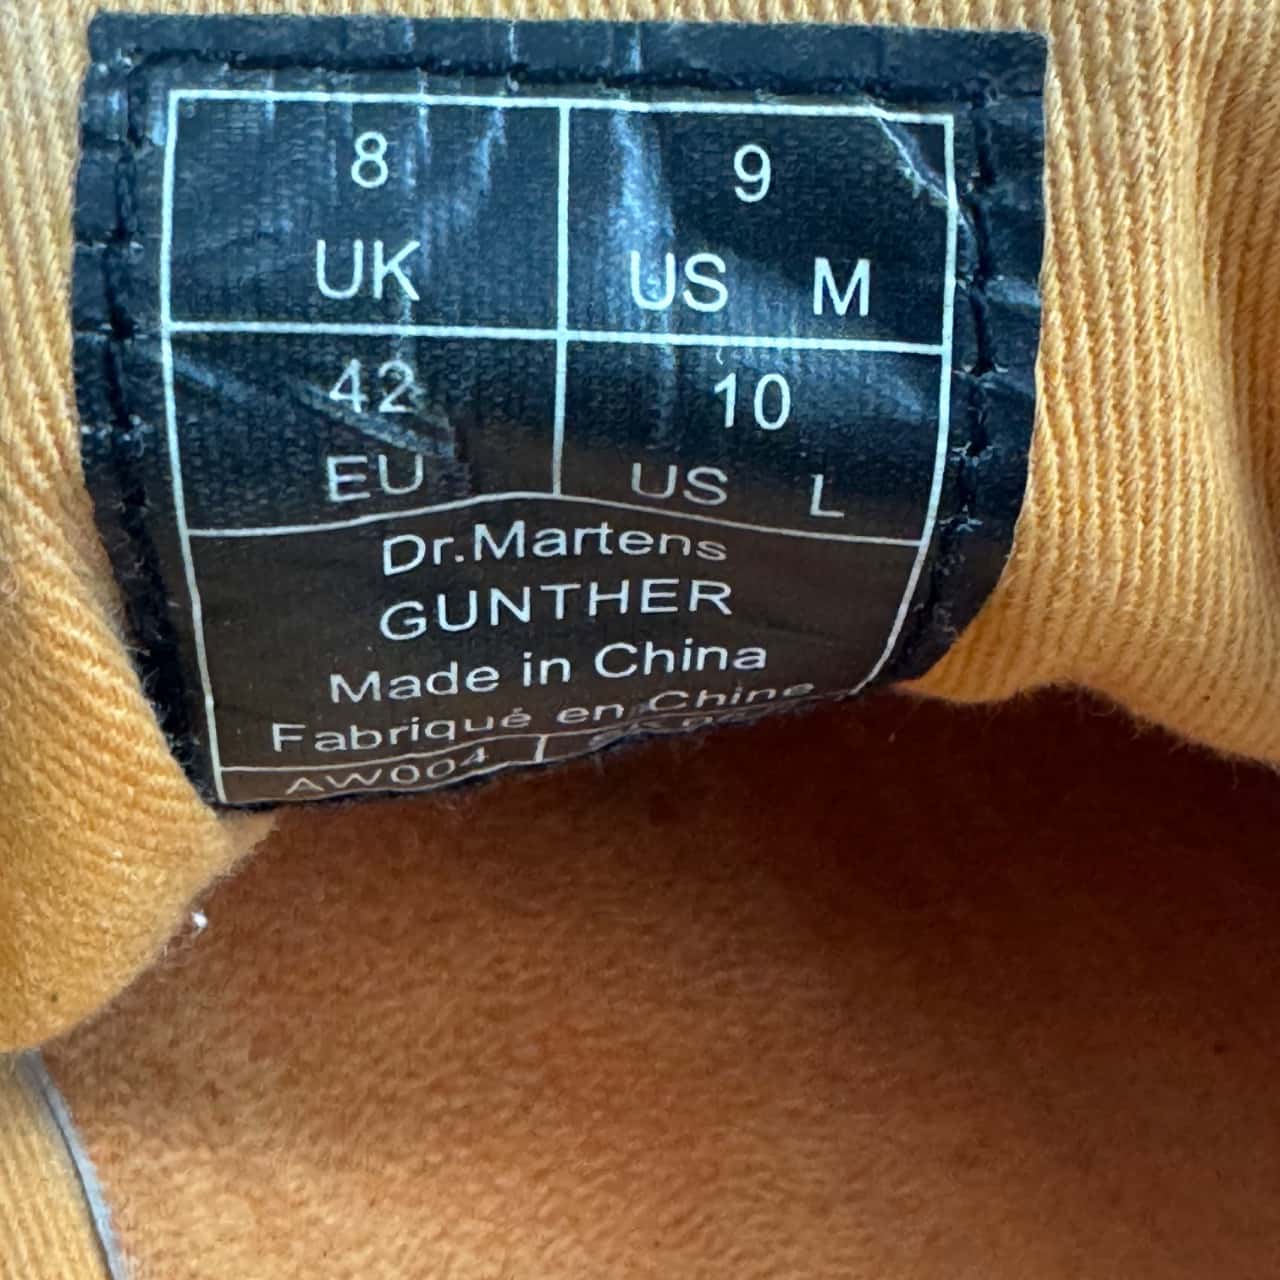 8
UK
9
US M
42
EU
10
US L
Dr.Martens
GUNTHER
Made in China
Fabriqué en Chine
AW004